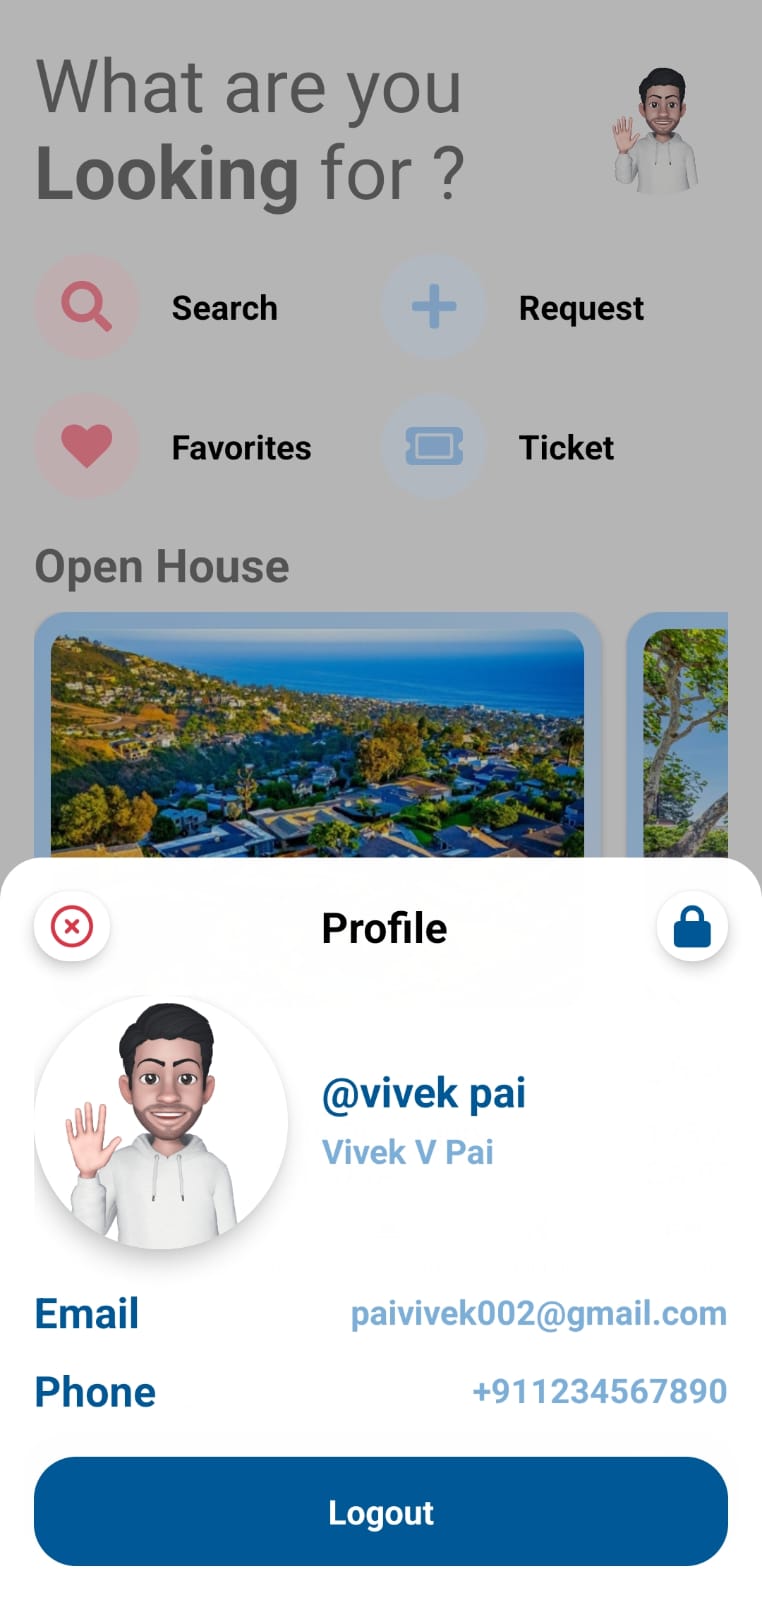 What are you
Looking for ?
Search
Request
Favorites
Ticket
Open House
Profile
@vivek pai
Vivek V Pai
Email
paivivek002@gmail.com
Phone
+911234567890
Logout